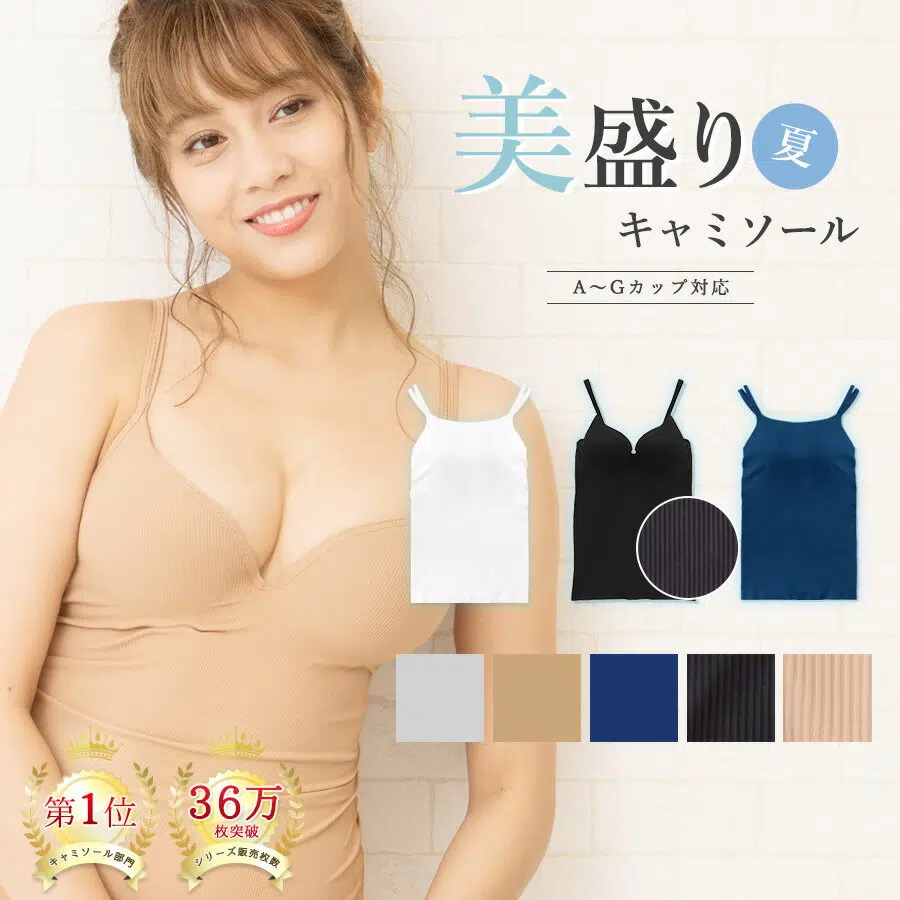 美盛り 夏
キャミソール
A～Gカップ対応
第1位
キャミソール部門
36万
枚突破
シリーズ販売枚数